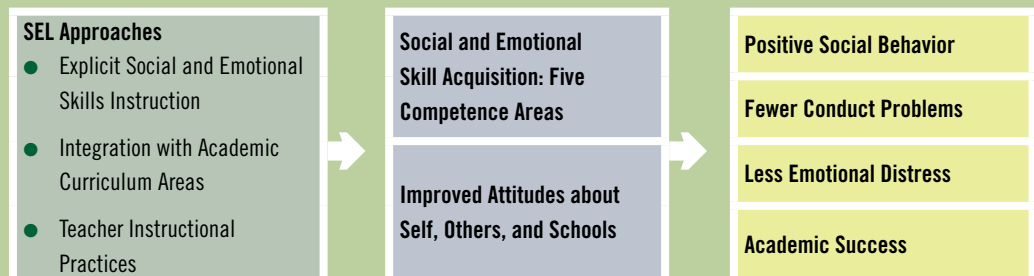 SEL Approaches
● Explicit Social and Emotional
Skills Instruction
● Integration with Academic
Curriculum Areas
● Teacher Instructional
Practices
Social and Emotional
Skill Acquisition: Five
Competence Areas
Improved Attitudes about
Self, Others, and Schools
Positive Social Behavior
Fewer Conduct Problems
Less Emotional Distress
Academic Success